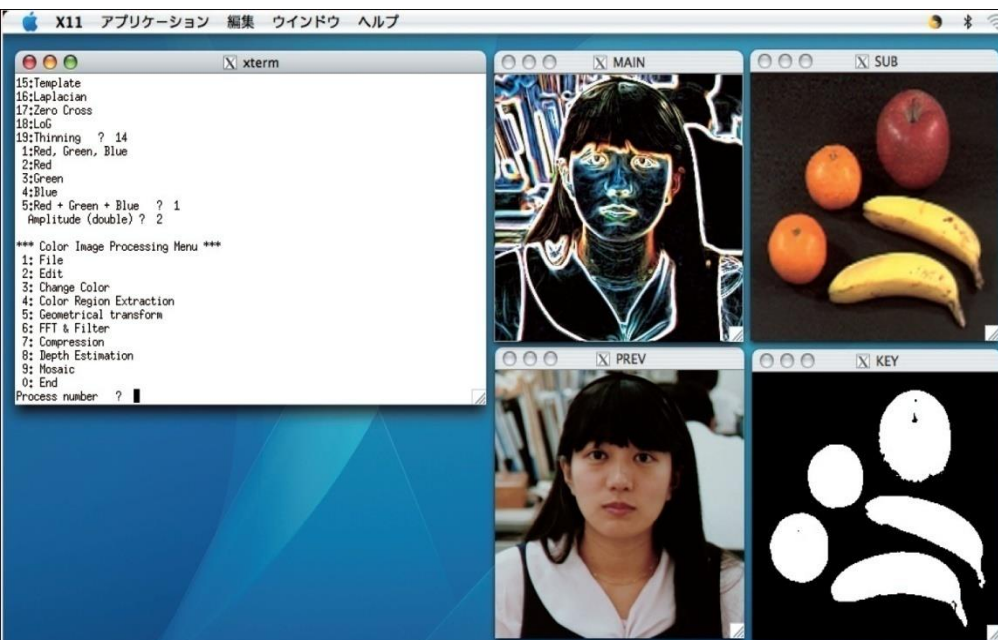 X11 アプリケーション 編集 ウインドウ ヘルプ
xterm
15:Template
16:Laplacian
17:Zero Cross
18:LoG
19:Thinning ? 14
1:Red, Green, Blue
2:Red
3:Green
4:Blue
5:Red + Green + Blue ? 1
Amplitude (double) ? 2
*** Color Image Processing Menu ***
1: File
2: Edit
3: Change Color
4: Color Region Extraction
5: Geometrical transform
6: FFT & Filter
7: Compression
8: Depth Estimation
9: Mosaic
0: End
Process number ?
MAIN
SUB
PREV
KEY